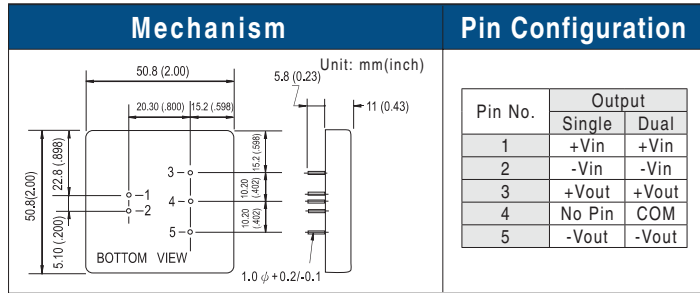 Mechanism
Pin Configuration
Unit: mm(inch)
50.8 (2.00)
5.8 (0.23)
11 (0.43)
20.30 (.800)
15.2 (.598)
50.8(2.00)
22.8 (.898)
5.10 (.200)
15.2 (.598)
10.20 (.402)
10.20 (.402)
1
2
3
4
5
BOTTOM VIEW
1.0 ϕ +0.2/-0.1
Pin No. Output
Single Dual
1 +Vin +Vin
2 -Vin -Vin
3 +Vout +Vout
4 No Pin COM
5 -Vout -Vout